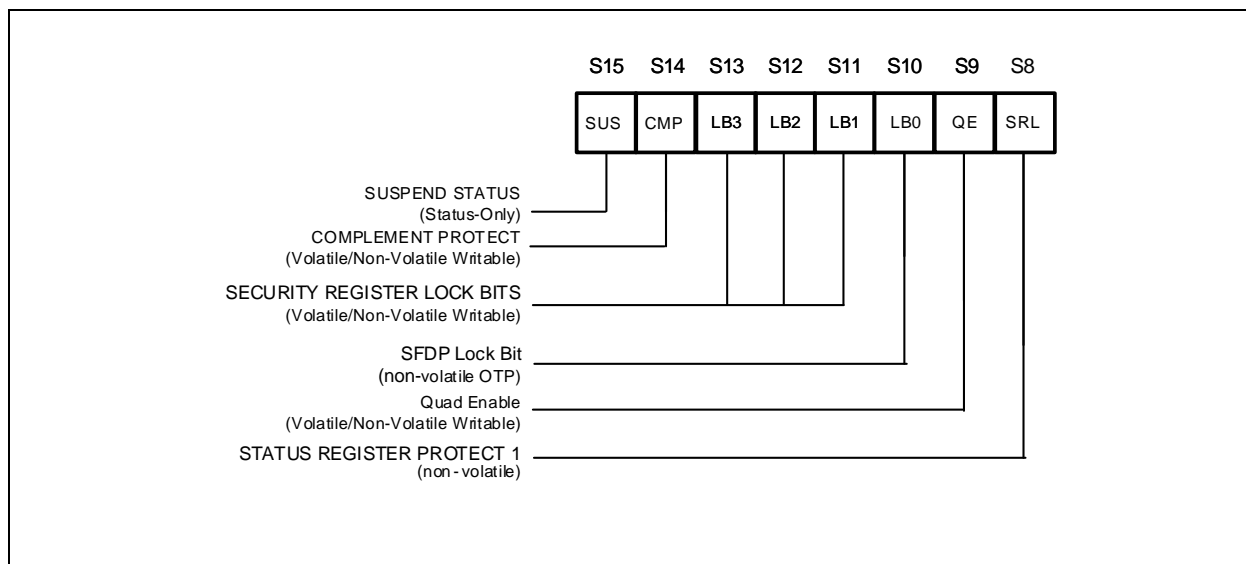 S15 S14 S13 S12 S11 S10 S9 S8
SUS CMP LB3 LB2 LB1 LB0 QE SRL
SUSPEND STATUS
(Status-Only)
COMPLEMENT PROTECT
(Volatile/Non-Volatile Writable)
SECURITY REGISTER LOCK BITS
(Volatile/Non-Volatile Writable)
SFDP Lock Bit
(non-volatile OTP)
Quad Enable
(Volatile/Non-Volatile Writable)
STATUS REGISTER PROTECT 1
(non-volatile)